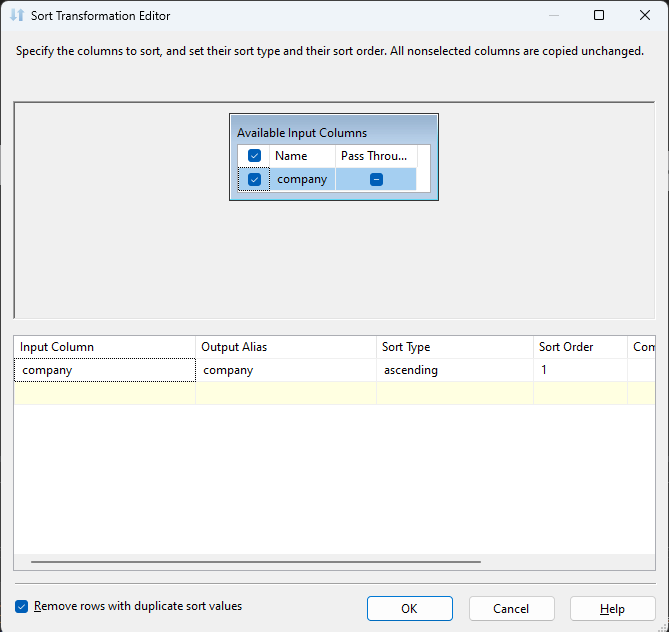 Sort Transformation Editor
Specify the columns to sort, and set their sort type and their sort order. All nonselected columns are copied unchanged.
Available Input Columns
Name Pass Throu...
company
Input Column Output Alias Sort Type Sort Order Com
company company ascending 1
Remove rows with duplicate sort values OK Cancel Help